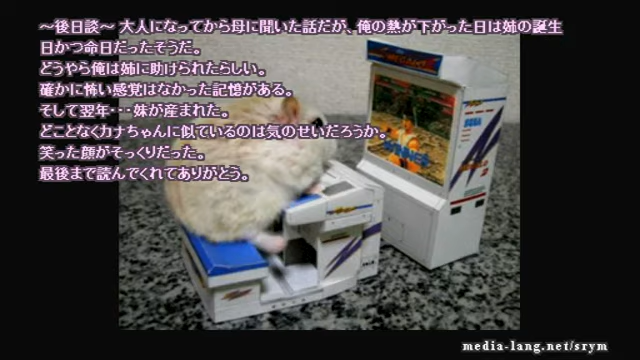 ～後日談～ 大人になってから母に聞いた話だが、俺の熱が下がった日は姉の誕生
日かつ命日だったそうだ。
どうやら俺は姉に助けられたらしい。
確かに怖い感覚はなかった記憶がある。
そして翌年・・・妹が産まれた。
どことなくカナちゃんに似ているのは気のせいだろうか。
笑った顔がそっくりだった。
最後まで読んでくれてありがとう。
MEGALO
SEGA
WINNER
media-lang.net/srym